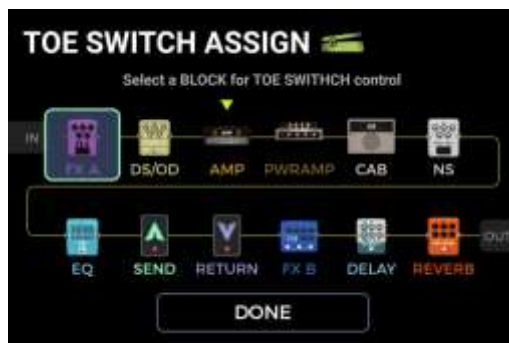 TOE SWITCH ASSIGN
Select a BLOCK for TOE SWITHCH control
IN
FX A DS/OD AMP PWRAMP CAB NS
EQ SEND RETURN FX B DELAY REVERB
OUT
DONE